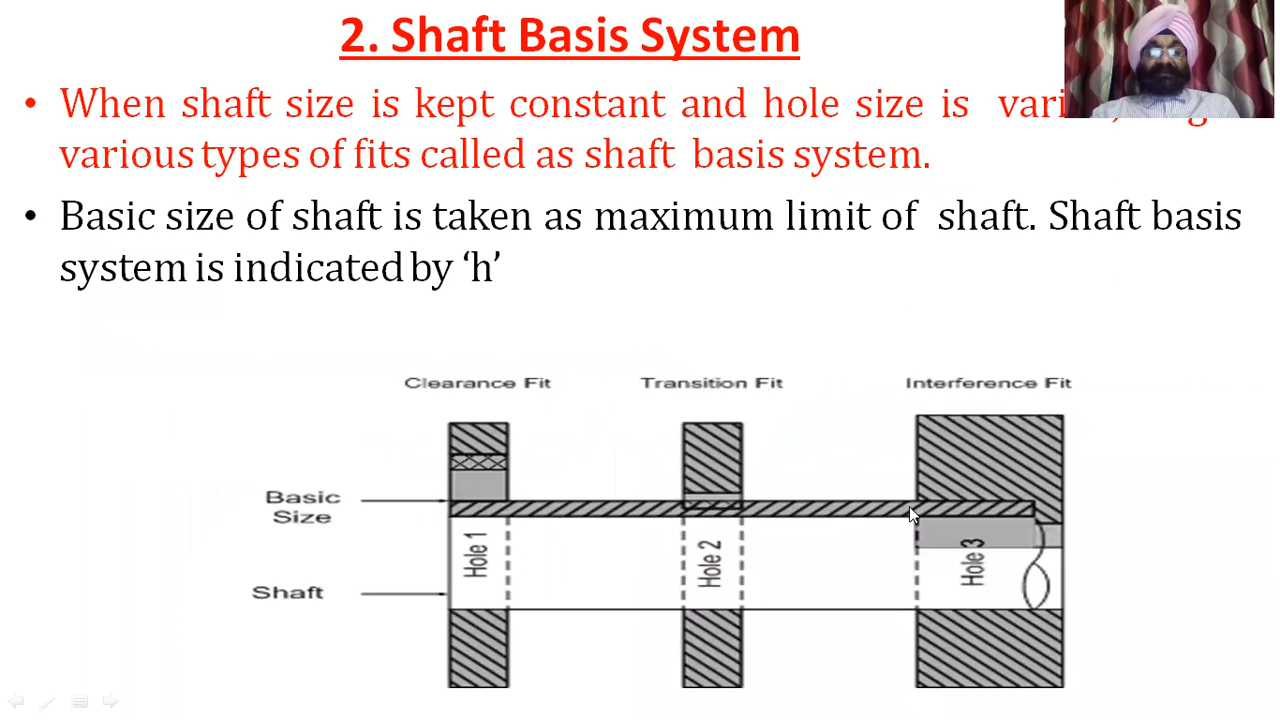 2. Shaft Basis System
• When shaft size is kept constant and hole size is
various types of fits called as shaft basis system.
• Basic size of shaft is taken as maximum limit of shaft. Shaft basis
system is indicated by ‘h’
Clearance Fit Transition Fit Interference Fit
Basic
Size
Hole 1
Hole 2
Hole 3
Shaft